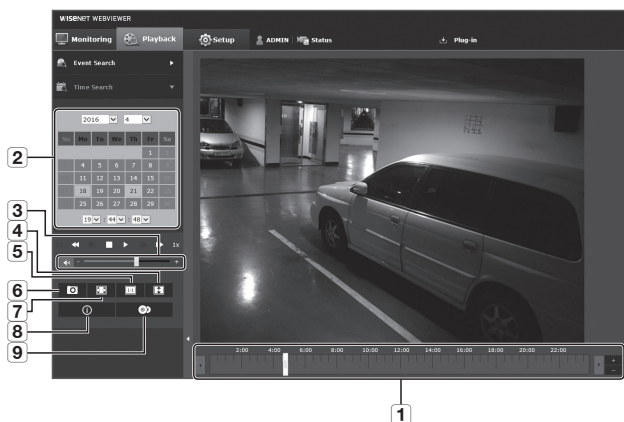 WISENET WEBVIEWER
Monitoring Playback Setup ADMIN Status Plug-in
Event Search
Time Search
2016 4
Su Mo Tu We Th Fr Sa
1
4 5 6 7 8
11 12 13 14 15
18 19 20 21 22
25 26 27 28 29
19 : 44 : 48
1x
- +
1:1
2:00 4:00 6:00 8:00 10:00 12:00 14:00 16:00 18:00 20:00 22:00
+
-
2
3
4
5
6
7
8
9
1